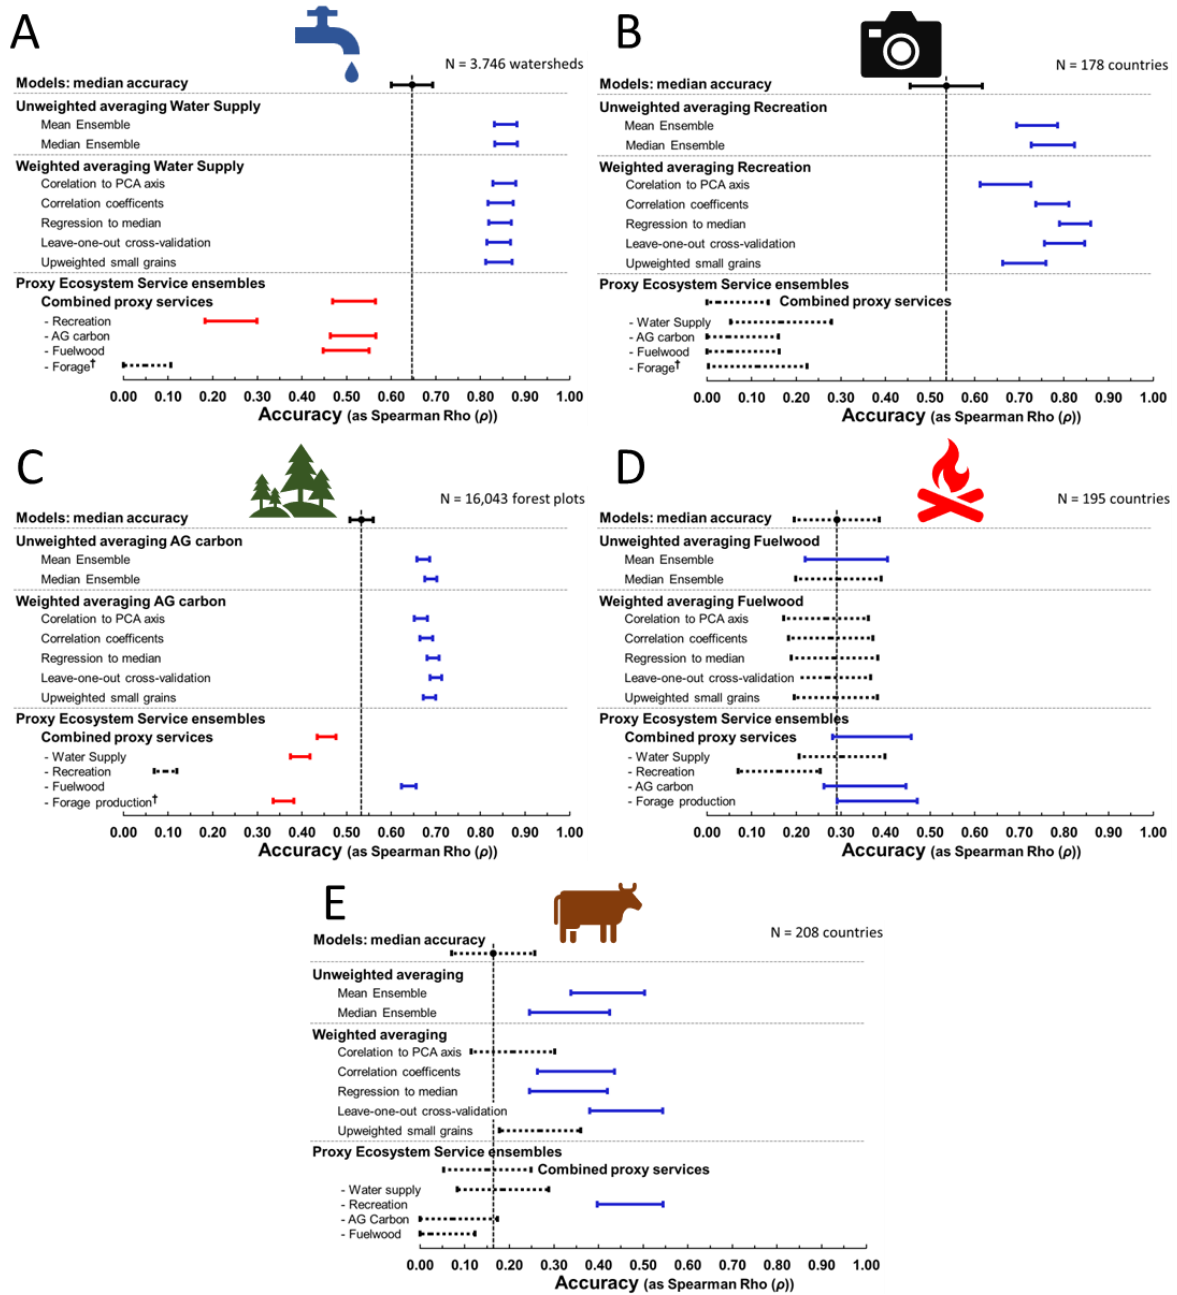 A
N = 3.746 watersheds
Models: median accuracy
Unweighted averaging Water Supply
Mean Ensemble
Median Ensemble
Weighted averaging Water Supply
Corelation to PCA axis
Correlation coefficents
Regression to median
Leave-one-out cross-validation
Upweighted small grains
Proxy Ecosystem Service ensembles
Combined proxy services
- Recreation
- AG carbon
- Fuelwood
- Forage†
0.00 0.10 0.20 0.30 0.40 0.50 0.60 0.70 0.80 0.90 1.00
Accuracy (as Spearman Rho (ρ))
B
N = 178 countries
Models: median accuracy
Unweighted averaging Recreation
Mean Ensemble
Median Ensemble
Weighted averaging Recreation
Corelation to PCA axis
Correlation coefficents
Regression to median
Leave-one-out cross-validation
Upweighted small grains
Proxy Ecosystem Service ensembles
Combined proxy services
- Water Supply
- AG carbon
- Fuelwood
- Forage†
0.00 0.10 0.20 0.30 0.40 0.50 0.60 0.70 0.80 0.90 1.00
Accuracy (as Spearman Rho (ρ))
C
N = 16,043 forest plots
Models: median accuracy
Unweighted averaging AG carbon
Mean Ensemble
Median Ensemble
Weighted averaging AG carbon
Corelation to PCA axis
Correlation coefficents
Regression to median
Leave-one-out cross-validation
Upweighted small grains
Proxy Ecosystem Service ensembles
Combined proxy services
- Water Supply
- Recreation
- Fuelwood
- Forage production†
0.00 0.10 0.20 0.30 0.40 0.50 0.60 0.70 0.80 0.90 1.00
Accuracy (as Spearman Rho (ρ))
D
N = 195 countries
Models: median accuracy
Unweighted averaging Fuelwood
Mean Ensemble
Median Ensemble
Weighted averaging Fuelwood
Corelation to PCA axis
Correlation coefficents
Regression to median
Leave-one-out cross-validation
Upweighted small grains
Proxy Ecosystem Service ensembles
Combined proxy services
- Water Supply
- Recreation
- AG carbon
- Forage production
0.00 0.10 0.20 0.30 0.40 0.50 0.60 0.70 0.80 0.90 1.00
Accuracy (as Spearman Rho (ρ))
E
N = 208 countries
Models: median accuracy
Unweighted averaging
Mean Ensemble
Median Ensemble
Weighted averaging
Corelation to PCA axis
Correlation coefficents
Regression to median
Leave-one-out cross-validation
Upweighted small grains
Proxy Ecosystem Service ensembles
Combined proxy services
- Water supply
- Recreation
- AG Carbon
- Fuelwood
0.00 0.10 0.20 0.30 0.40 0.50 0.60 0.70 0.80 0.90 1.00
Accuracy (as Spearman Rho (ρ))